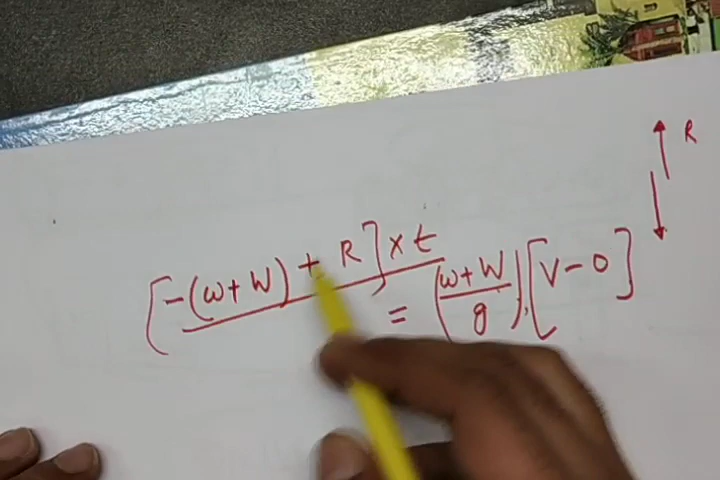 R
[-(ω+W) + R] × t
= (ω+W/g). [V-0]